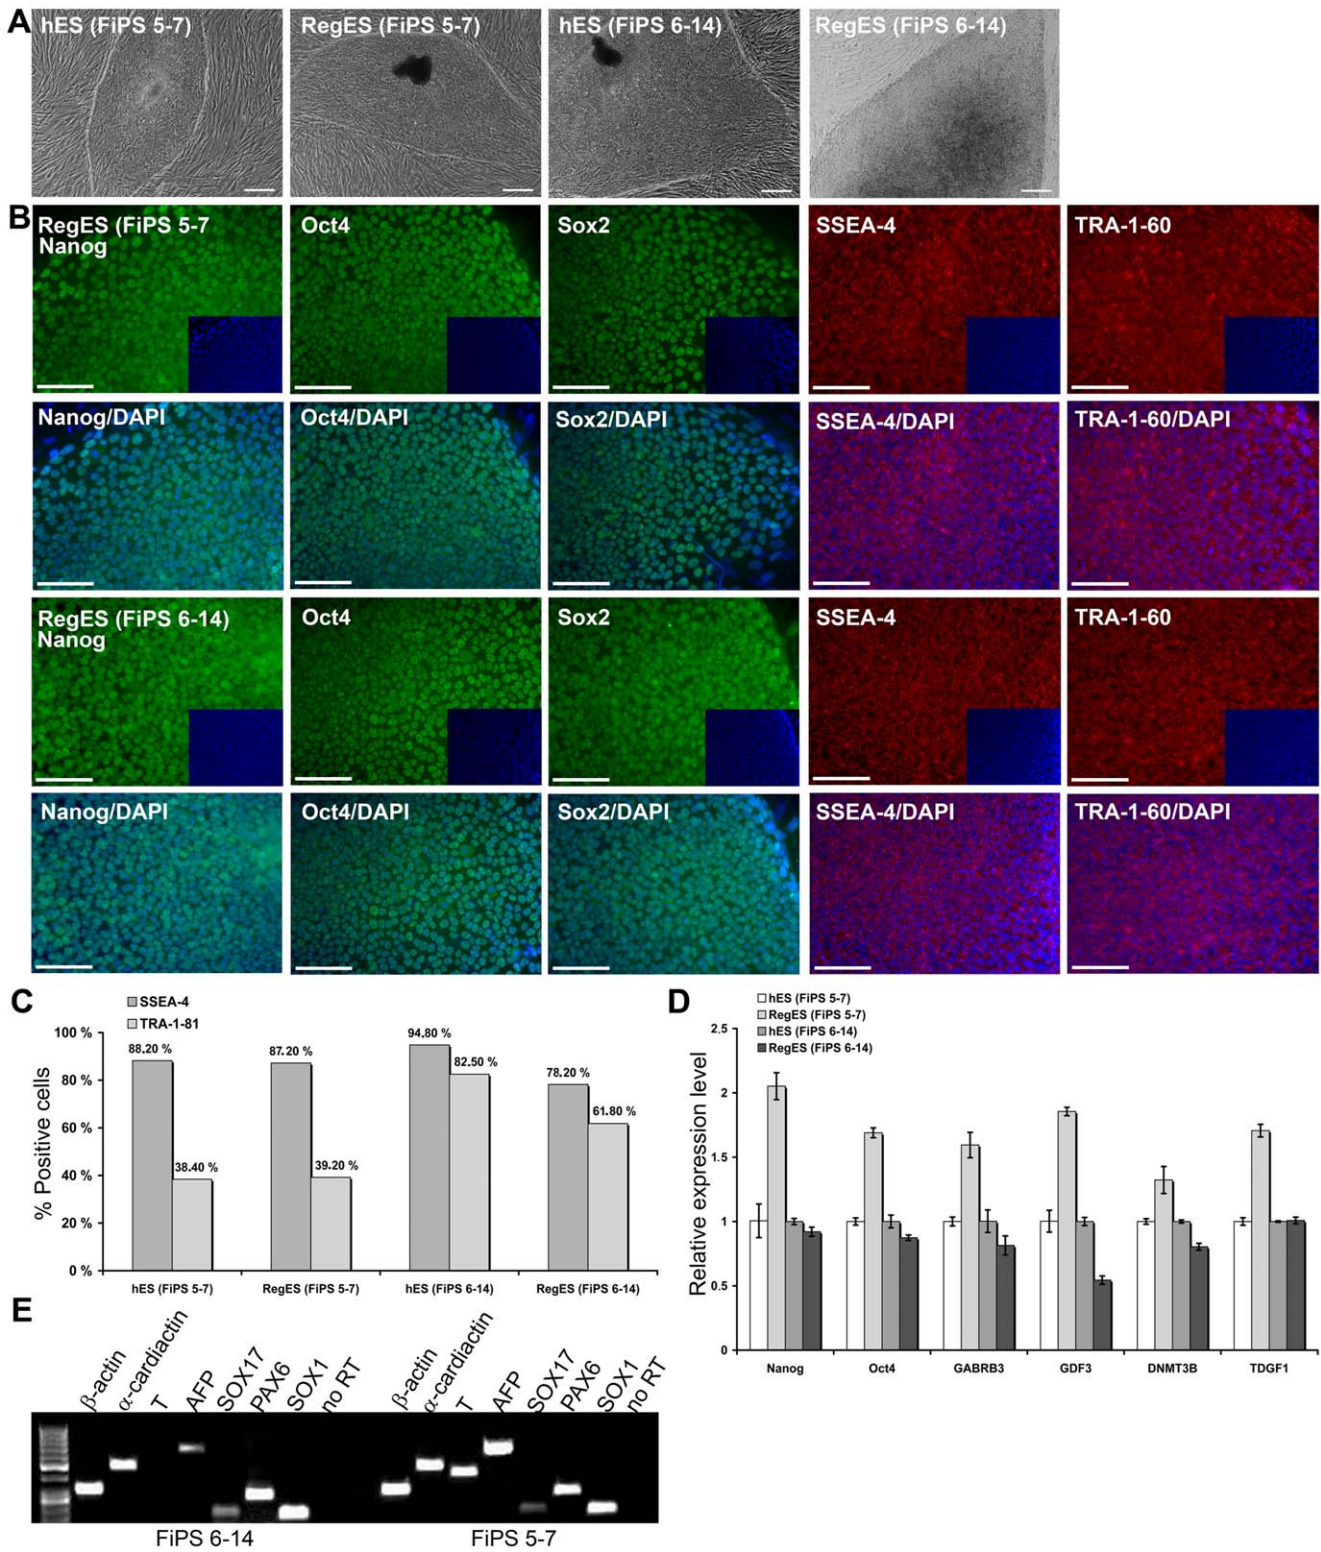 A
hES (FiPS 5-7)
RegES (FiPS 5-7)
hES (FiPS 6-14)
RegES (FiPS 6-14)
B
RegES (FiPS 5-7
Nanog
Oct4
Sox2
SSEA-4
TRA-1-60
Nanog/DAPI
Oct4/DAPI
Sox2/DAPI
SSEA-4/DAPI
TRA-1-60/DAPI
RegES (FiPS 6-14)
Nanog
Oct4
Sox2
SSEA-4
TRA-1-60
Nanog/DAPI
Oct4/DAPI
Sox2/DAPI
SSEA-4/DAPI
TRA-1-60/DAPI
C
SSEA-4
TRA-1-81
% Positive cells
100 %
80 %
60 %
40 %
20 %
0 %
88.20 %
38.40 %
87.20 %
39.20 %
94.80 %
82.50 %
78.20 %
61.80 %
hES (FiPS 5-7)
RegES (FiPS 5-7)
hES (FiPS 6-14)
RegES (FiPS 6-14)
D
hES (FiPS 5-7)
RegES (FiPS 5-7)
hES (FiPS 6-14)
RegES (FiPS 6-14)
Relative expression level
2.5
2
1.5
1
0.5
0
Nanog
Oct4
GABRB3
GDF3
DNMT3B
TDGF1
E
β-actin
α-cardiactin
T
AFP
SOX17
PAX6
SOX1
no RT
β-actin
α-cardiactin
T
AFP
SOX17
PAX6
SOX1
no RT
FiPS 6-14
FiPS 5-7